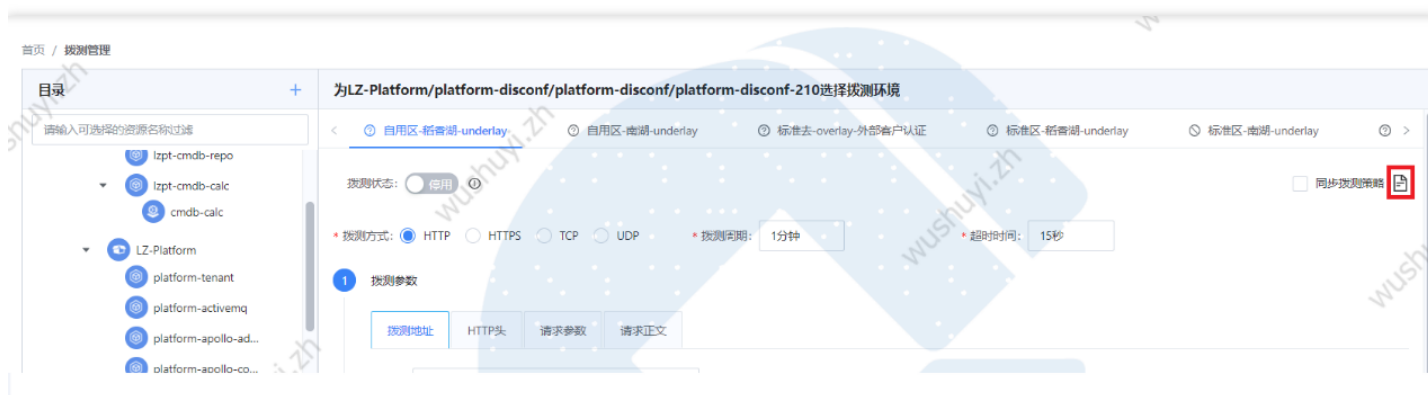 首页 / 拨测管理
目录 +
为LZ-Platform/platform-disconf/platform-disconf/platform-disconf-210选择拨测环境
请输入可选择的资源名称过滤
自用区-稻香湖-underlay 自用区-南湖-underlay 标准去-overlay-外部客户认证 标准区-稻香湖-underlay 标准区-南湖-underlay
lzpt-cmdb-repo
lzpt-cmdb-calc
cmdb-calc
LZ-Platform
platform-tenant
platform-activemq
platform-apollo-ad...
platform-apollo-co...
拨测状态: 停用
同步拨测策略
* 拨测方式: HTTP HTTPS TCP UDP * 拨测周期: 1分钟 * 超时时间: 15秒
1 拨测参数
拨测地址 HTTP头 请求参数 请求正文
wushuyi.zh
wushuyi.zh
wushuyi.zh